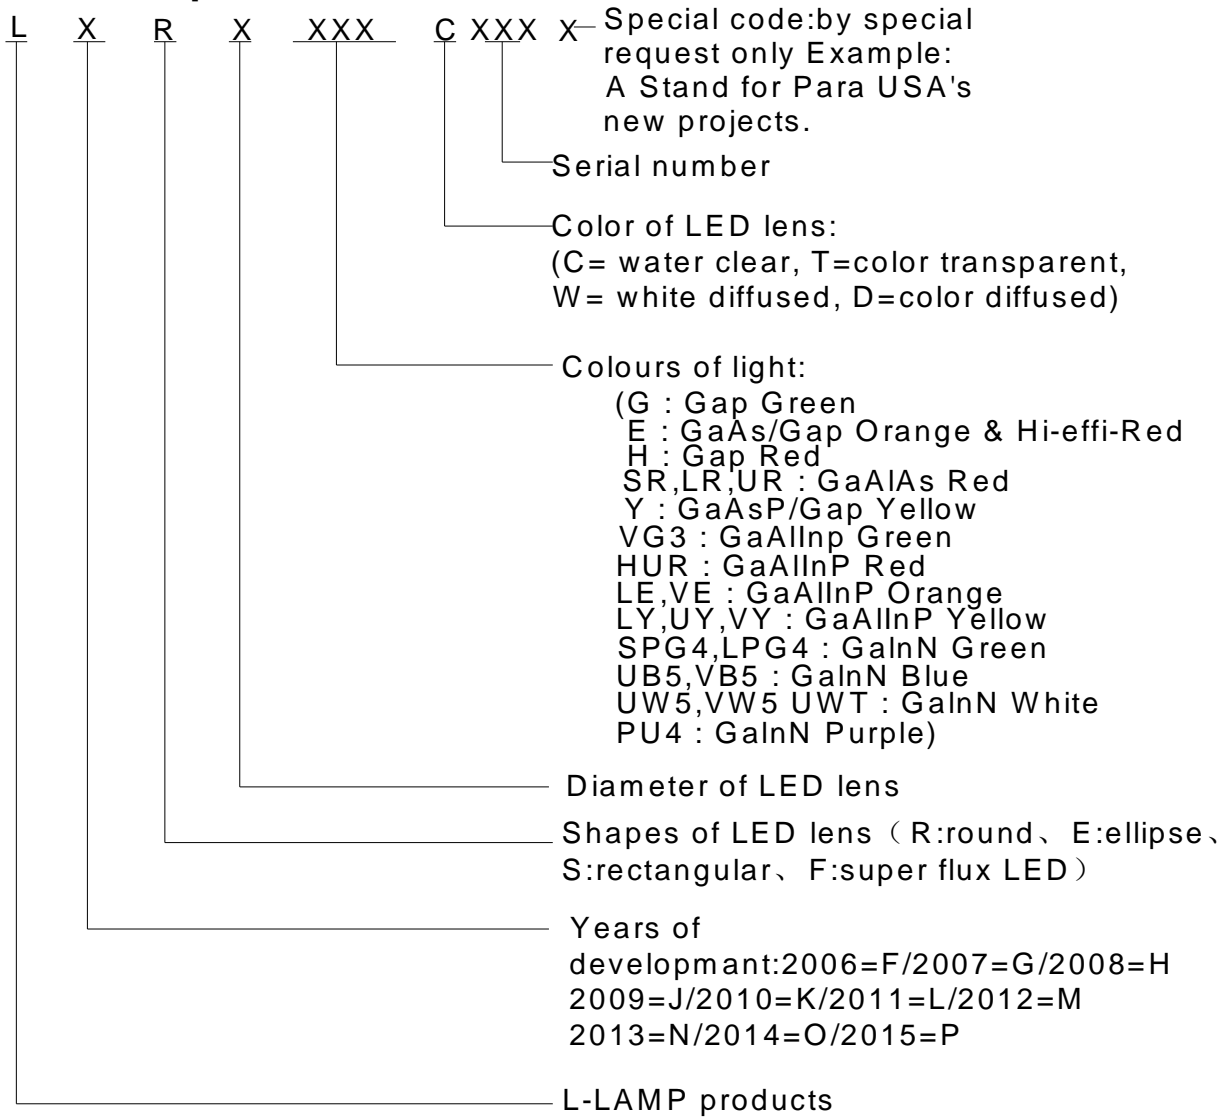 L X R X XXX C XXX X Special code:by special
request only Example:
A Stand for Para USA's
new projects.
Serial number
Color of LED lens:
(C= water clear, T=color transparent,
W= white diffused, D=color diffused)
Colours of light:
(G : Gap Green
E : GaAs/Gap Orange & Hi-effi-Red
H : Gap Red
SR,LR,UR : GaAlAs Red
Y : GaAsP/Gap Yellow
VG3 : GaAlInp Green
HUR : GaAlInP Red
LE,VE : GaAlInP Orange
LY,UY,VY : GaAlInP Yellow
SPG4,LPG4 : GaInN Green
UB5,VB5 : GaInN Blue
UW5,VW5 UWT : GaInN White
PU4 : GaInN Purple)
Diameter of LED lens
Shapes of LED lens（R:round、E:ellipse、
S:rectangular、F:super flux LED）
Years of
developmant:2006=F/2007=G/2008=H
2009=J/2010=K/2011=L/2012=M
2013=N/2014=O/2015=P
L-LAMP products